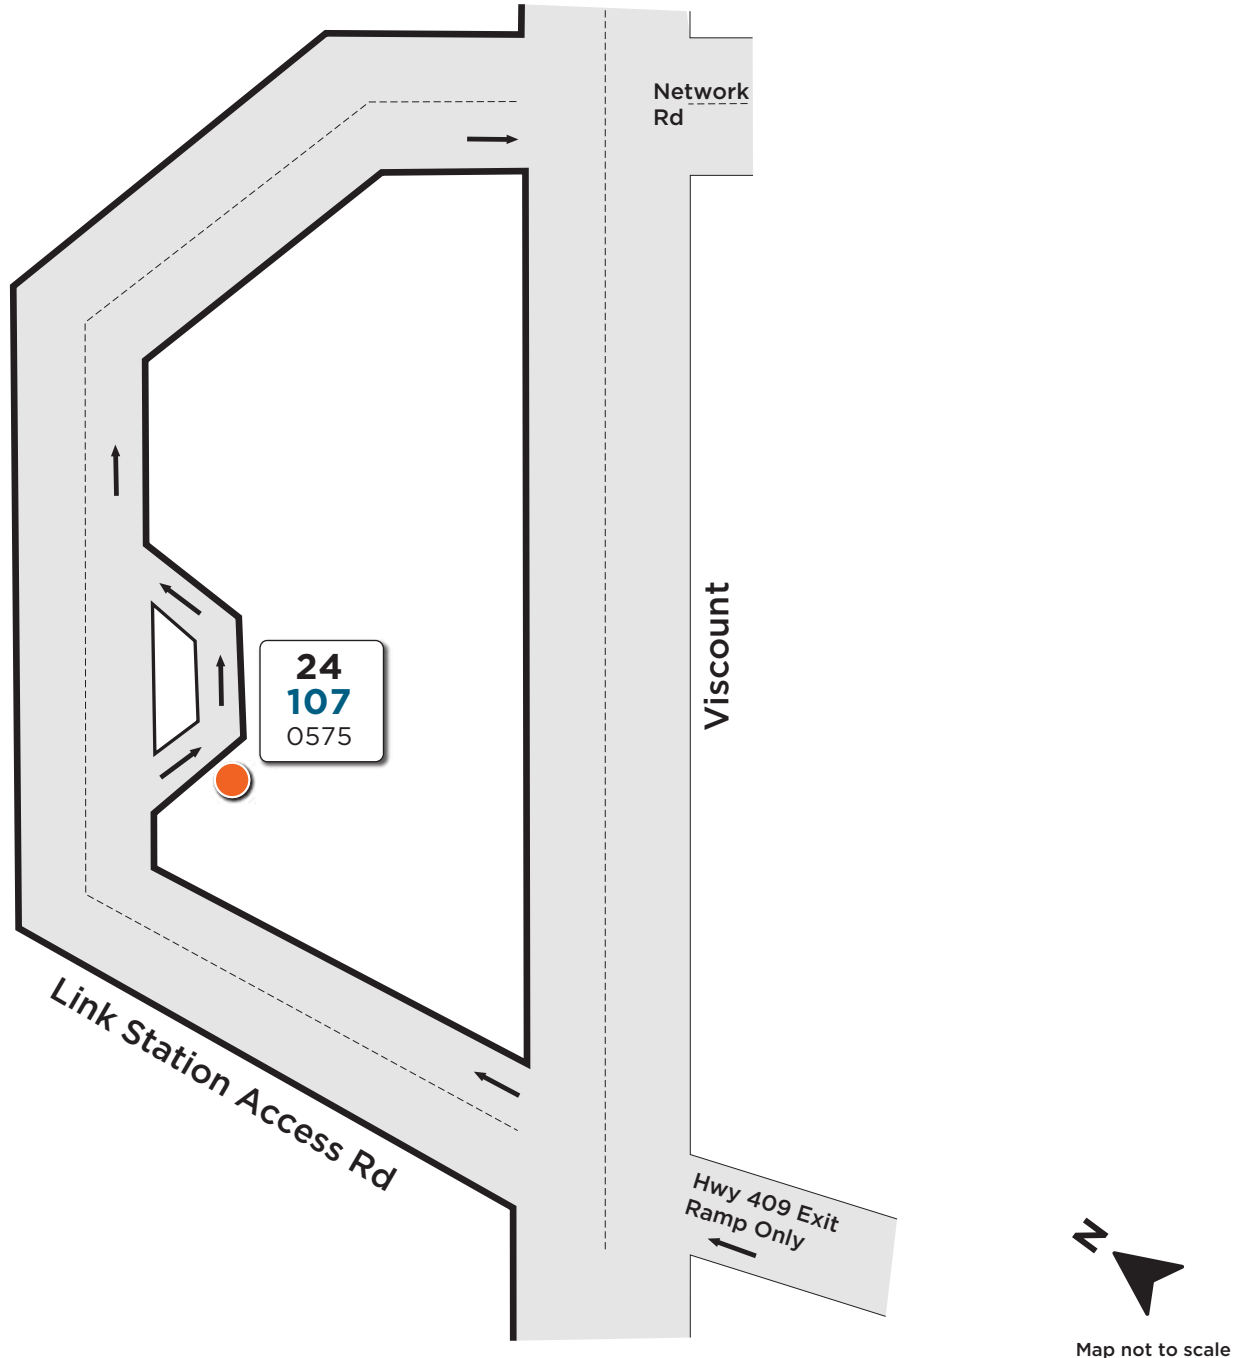 Network
Rd
24
107
0575
Viscount
Link Station Access Rd
Hwy 409 Exit
Ramp Only
N
Map not to scale